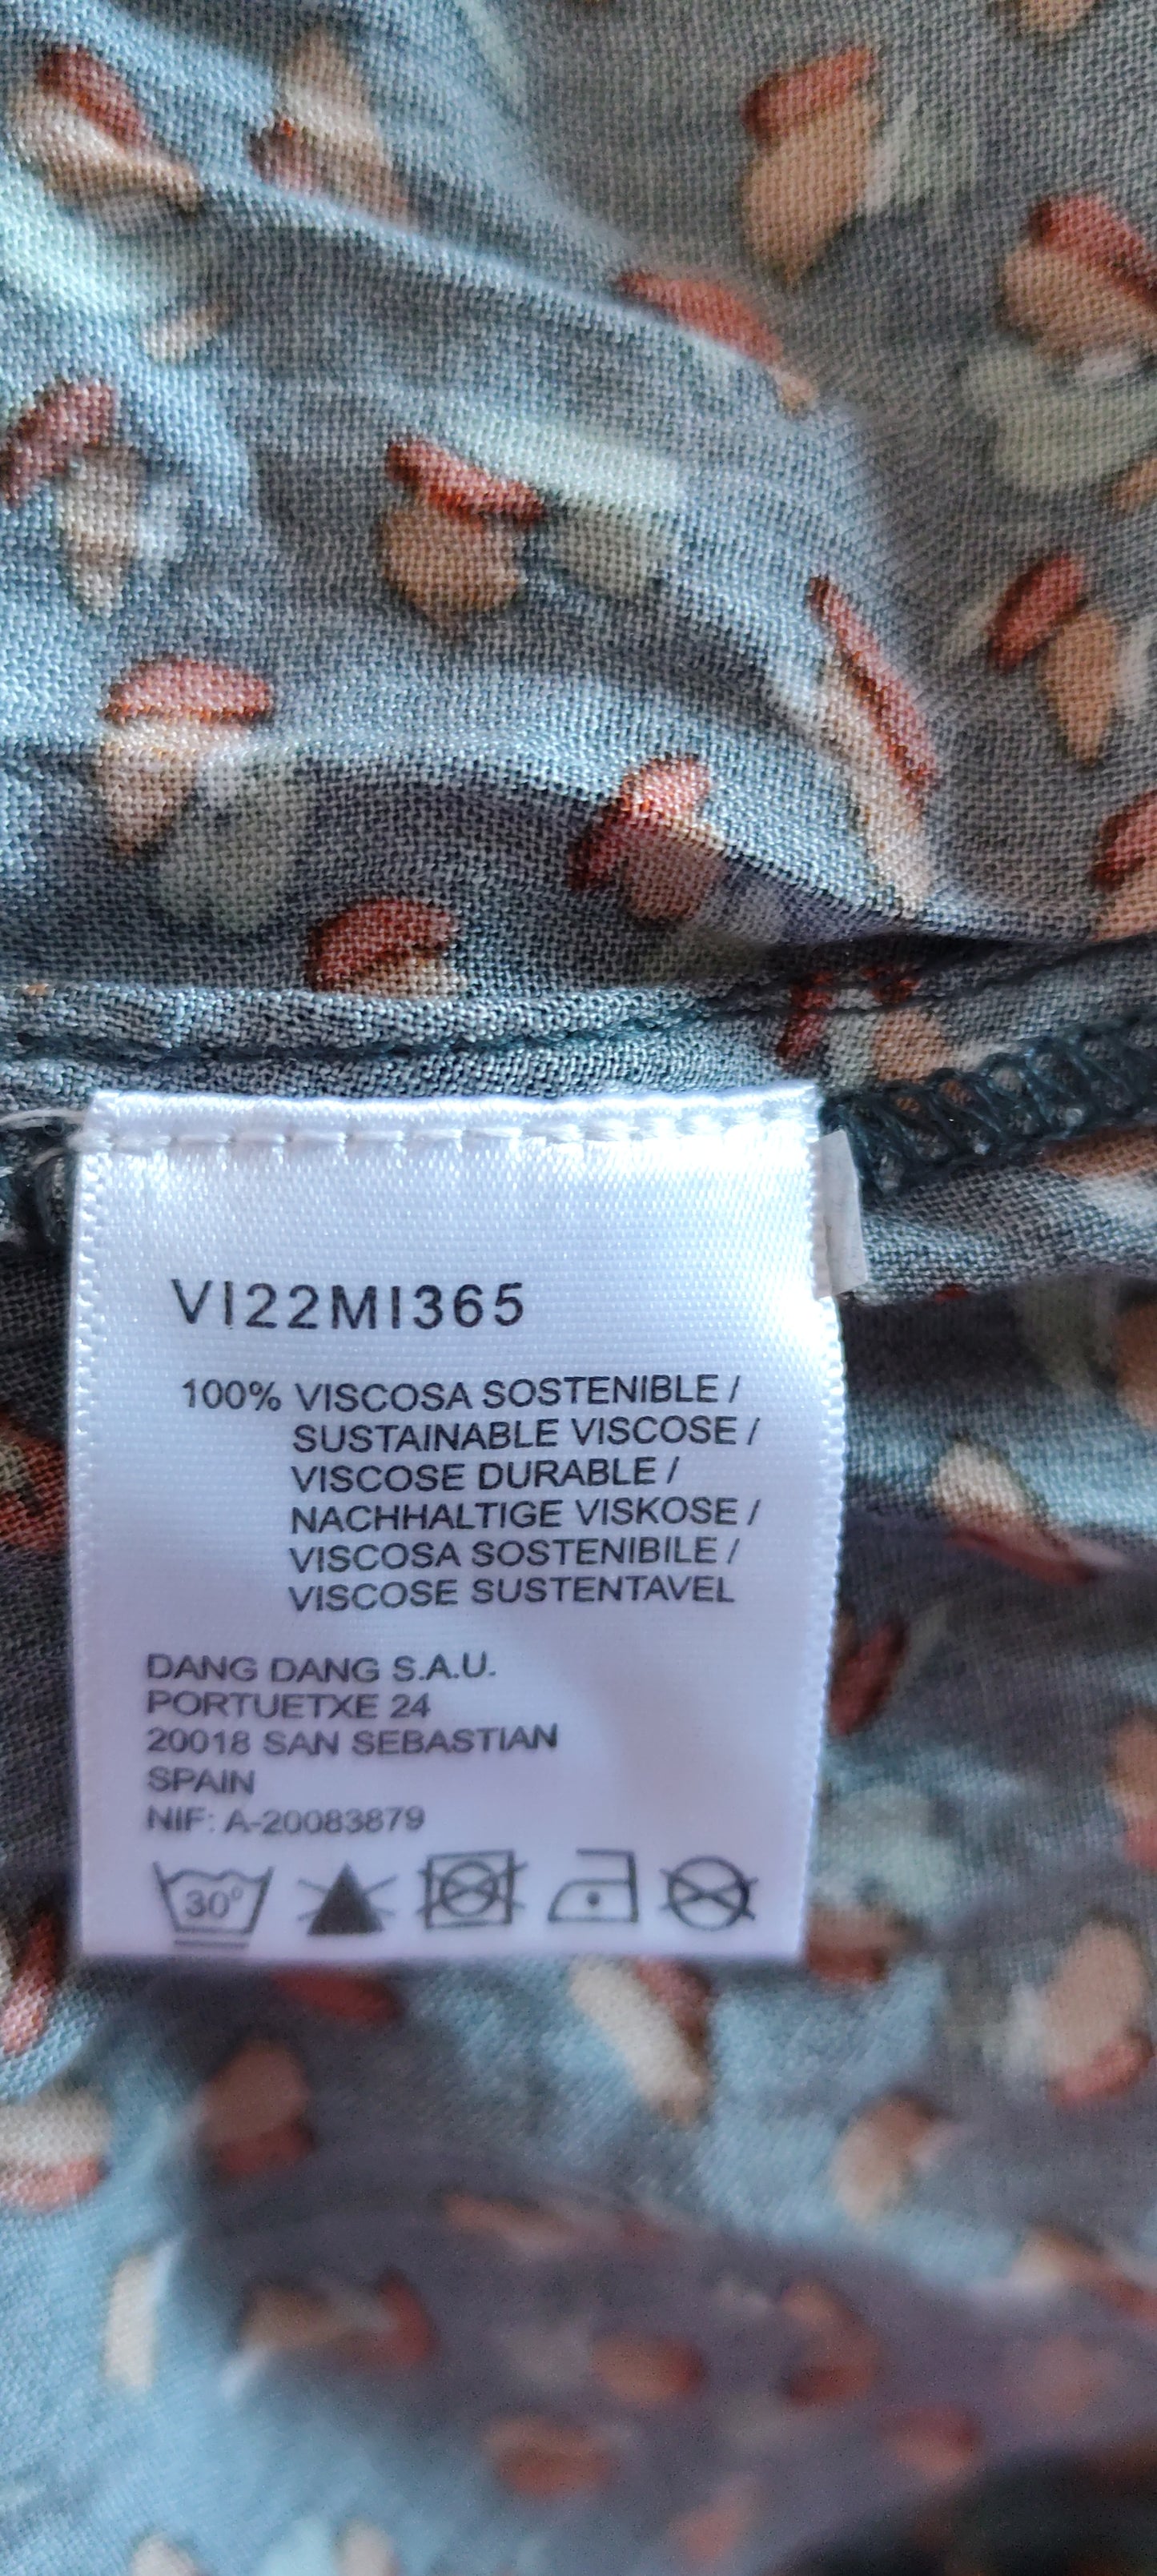 VI22MI365
100% VISCOSA SOSTENIBLE /
SUSTAINABLE VISCOSE /
VISCOSE DURABLE /
NACHHALTIGE VISKOSE /
VISCOSA SOSTENIBILE /
VISCOSE SUSTENTAVEL
DANG DANG S.A.U.
PORTUETXE 24
20018 SAN SEBASTIAN
SPAIN
NIF: A-20083879
30°